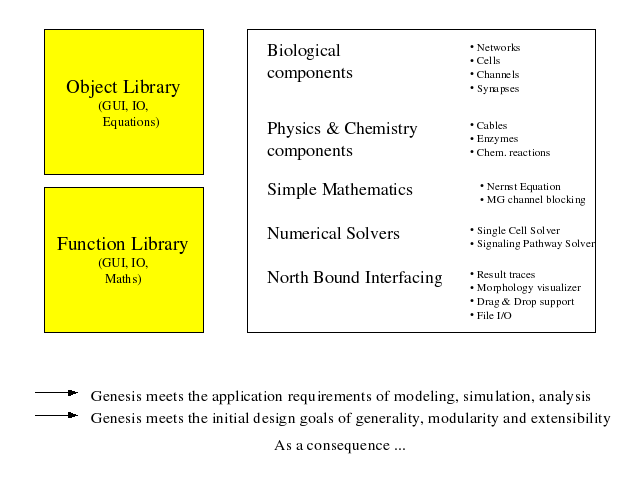 Object Library
(GUI, IO,
Equations)
Function Library
(GUI, IO,
Maths)
Biological
components
• Networks
• Cells
• Channels
• Synapses
Physics & Chemistry
components
• Cables
• Enzymes
• Chem. reactions
Simple Mathematics
• Nernst Equation
• MG channel blocking
Numerical Solvers
• Single Cell Solver
• Signaling Pathway Solver
North Bound Interfacing
• Result traces
• Morphology visualizer
• Drag & Drop support
• File I/O
Genesis meets the application requirements of modeling, simulation, analysis
Genesis meets the initial design goals of generality, modularity and extensibility
As a consequence ...